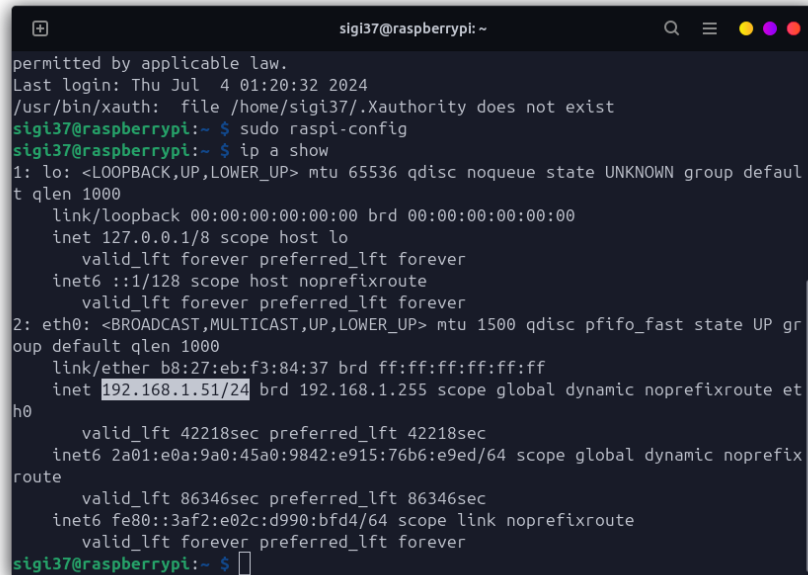 sigi37@raspberrypi: ~
permitted by applicable law.
Last login: Thu Jul  4 01:20:32 2024
/usr/bin/xauth:  file /home/sigi37/.Xauthority does not exist
sigi37@raspberrypi:~ $ sudo raspi-config
sigi37@raspberrypi:~ $ ip a show
1: lo: <LOOPBACK,UP,LOWER_UP> mtu 65536 qdisc noqueue state UNKNOWN group defaul
t qlen 1000
    link/loopback 00:00:00:00:00:00 brd 00:00:00:00:00:00
    inet 127.0.0.1/8 scope host lo
       valid_lft forever preferred_lft forever
    inet6 ::1/128 scope host noprefixroute
       valid_lft forever preferred_lft forever
2: eth0: <BROADCAST,MULTICAST,UP,LOWER_UP> mtu 1500 qdisc pfifo_fast state UP gr
oup default qlen 1000
    link/ether b8:27:eb:f3:84:37 brd ff:ff:ff:ff:ff:ff
    inet 192.168.1.51/24 brd 192.168.1.255 scope global dynamic noprefixroute et
h0
       valid_lft 42218sec preferred_lft 42218sec
    inet6 2a01:e0a:9a0:45a0:9842:e915:76b6:e9ed/64 scope global dynamic noprefix
route
       valid_lft 86346sec preferred_lft 86346sec
    inet6 fe80::3af2:e02c:d990:bfd4/64 scope link noprefixroute
       valid_lft forever preferred_lft forever
sigi37@raspberrypi:~ $